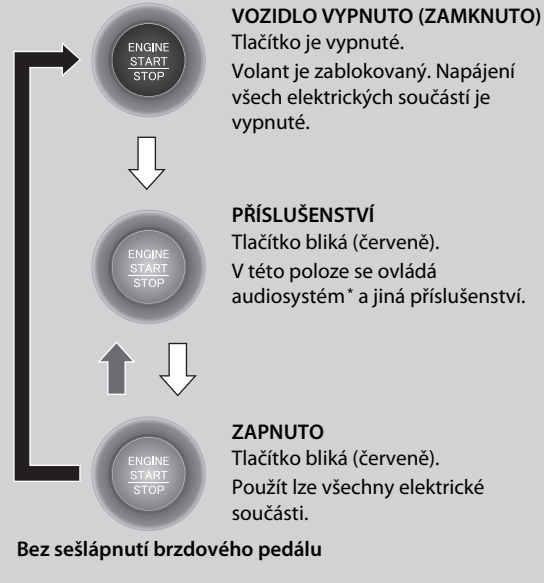 ENGINE
START
STOP
VOZIDLO VYPNUTO (ZAMKNUTO)
Tlačítko je vypnuté.
Volant je zablokovaný. Napájení
všech elektrických součástí je
vypnuté.
ENGINE
START
STOP
PŘÍSLUŠENSTVÍ
Tlačítko bliká (červeně).
V této poloze se ovládá
audiosystém* a jiná příslušenství.
ENGINE
START
STOP
ZAPNUTO
Tlačítko bliká (červeně).
Použít lze všechny elektrické
součásti.
Bez sešlápnutí brzdového pedálu